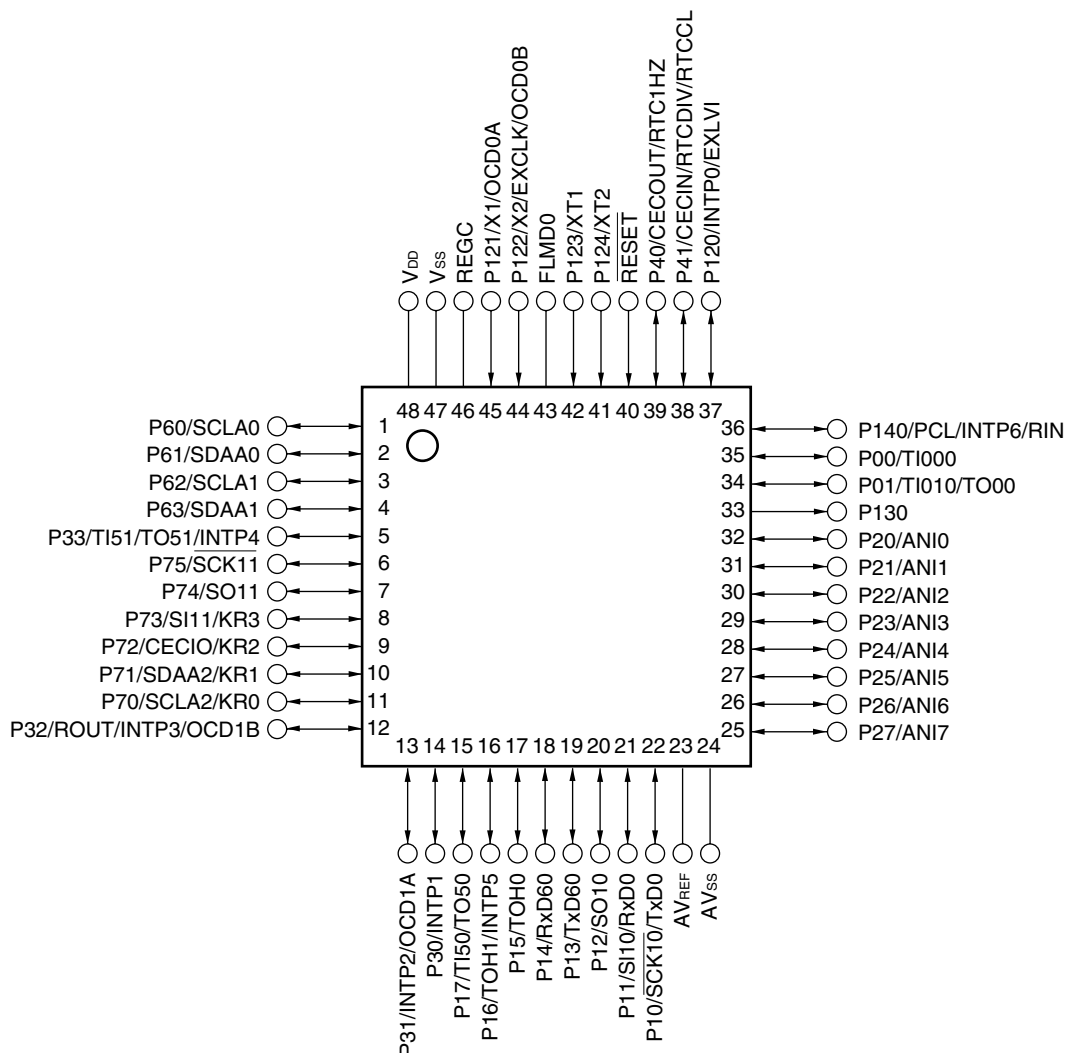 VDD
VSS
REGC
P121/X1/OCD0A
P122/X2/EXCLK/OCD0B
FLMD0
P123/XT1
P124/XT2
RESET
P40/CECOUT/RTC1HZ
P41/CECIN/RTCDIV/RTCCL
P120/INTP0/EXLVI
48 47 46 45 44 43 42 41 40 39 38 37
P60/SCLA0 1
P61/SDAA0 2
P62/SCLA1 3
P63/SDAA1 4
P33/TI51/TO51/INTP4 5
P75/SCK11 6
P74/SO11 7
P73/SI11/KR3 8
P72/CECIO/KR2 9
P71/SDAA2/KR1 10
P70/SCLA2/KR0 11
P32/ROUT/INTP3/OCD1B 12
36 P140/PCL/INTP6/RIN
35 P00/TI000
34 P01/TI010/TO00
33 P130
32 P20/ANI0
31 P21/ANI1
30 P22/ANI2
29 P23/ANI3
28 P24/ANI4
27 P25/ANI5
26 P26/ANI6
25 P27/ANI7
13 14 15 16 17 18 19 20 21 22 23 24
P31/INTP2/OCD1A
P30/INTP1
P17/TI50/TO50
P16/TOH1/INTP5
P15/TOH0
P14/RxD60
P13/TxD60
P12/SO10
P11/SI10/RxD0
P10/SCK10/TxD0
AVREF
AVSS